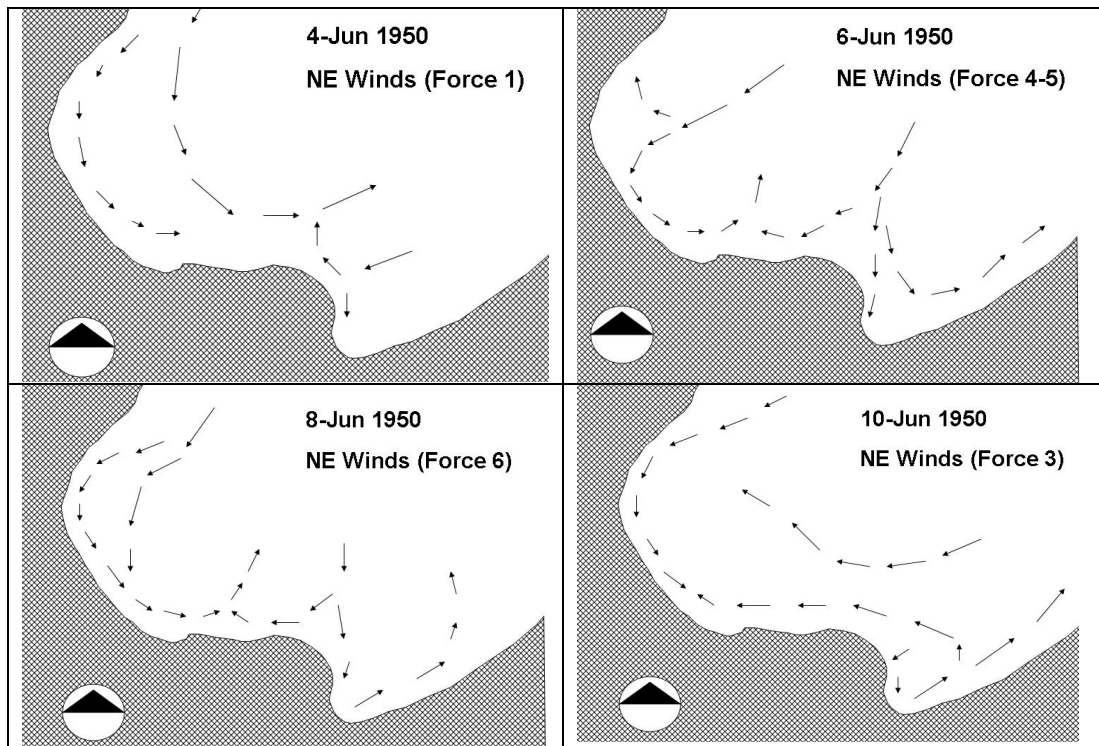 4-Jun 1950
NE Winds (Force 1)
6-Jun 1950
NE Winds (Force 4-5)
8-Jun 1950
NE Winds (Force 6)
10-Jun 1950
NE Winds (Force 3)